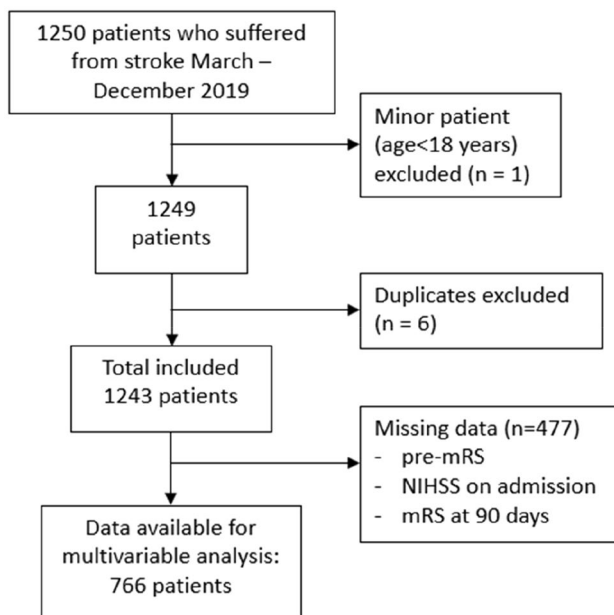 1250 patients who suffered
from stroke March –
December 2019
Minor patient
(age<18 years)
excluded (n = 1)
1249
patients
Duplicates excluded
(n = 6)
Total included
1243 patients
Missing data (n=477)
- pre-mRS
- NIHSS on admission
- mRS at 90 days
Data available for
multivariable analysis:
766 patients